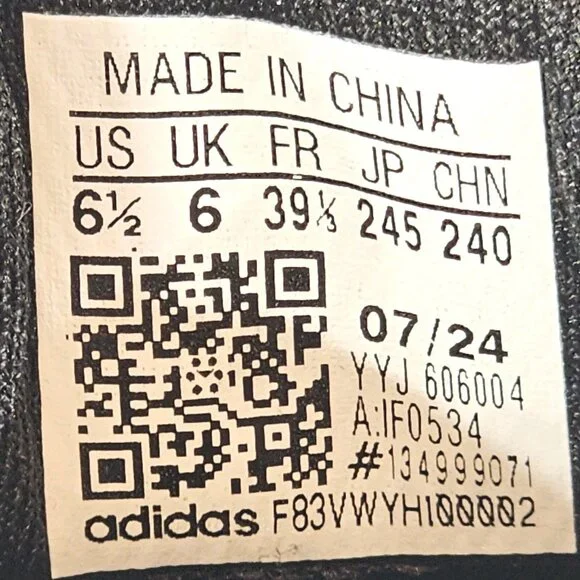 MADE IN CHINA
US UK FR JP CHN
6½ 6 39⅓ 245 240
07/24
YYJ 606004
A:IF0534
#134999071
adidas F83VWYHI00002